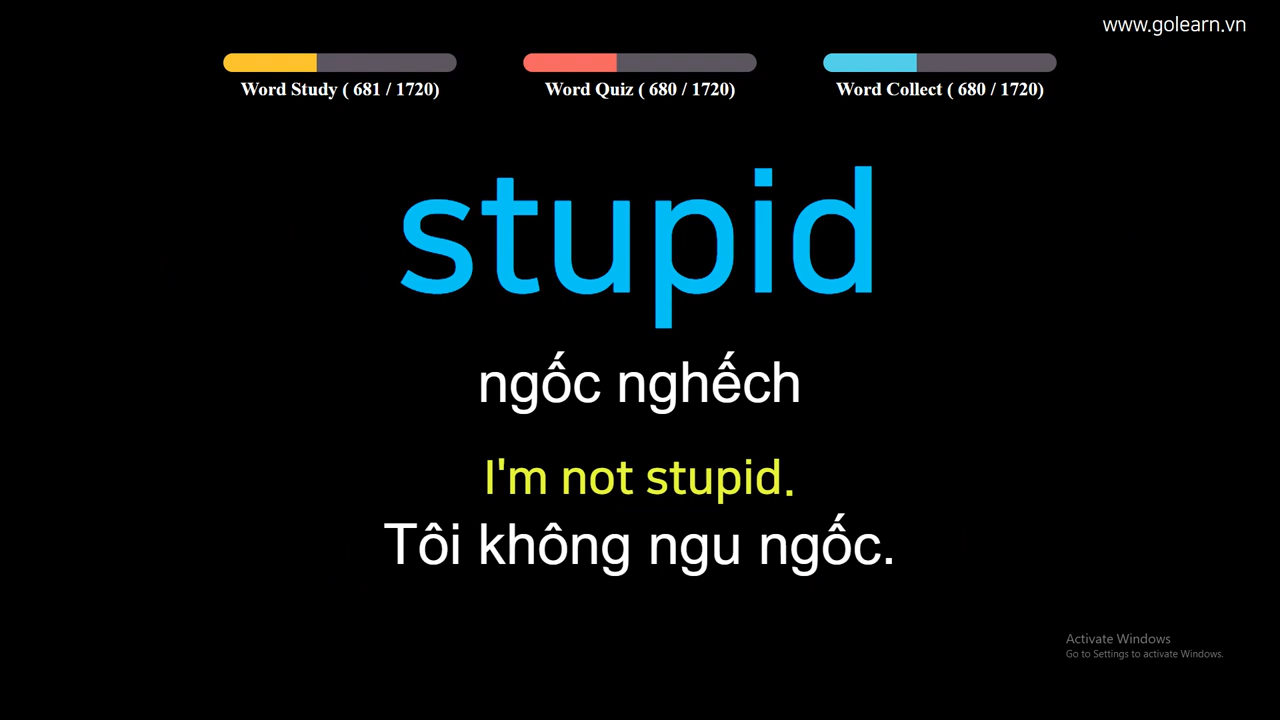 www.golearn.vn
Word Study ( 681 / 1720)
Word Quiz ( 680 / 1720)
Word Collect ( 680 / 1720)
stupid
ngốc nghếch
I'm not stupid.
Tôi không ngu ngốc.
Activate Windows
Go to Settings to activate Windows.